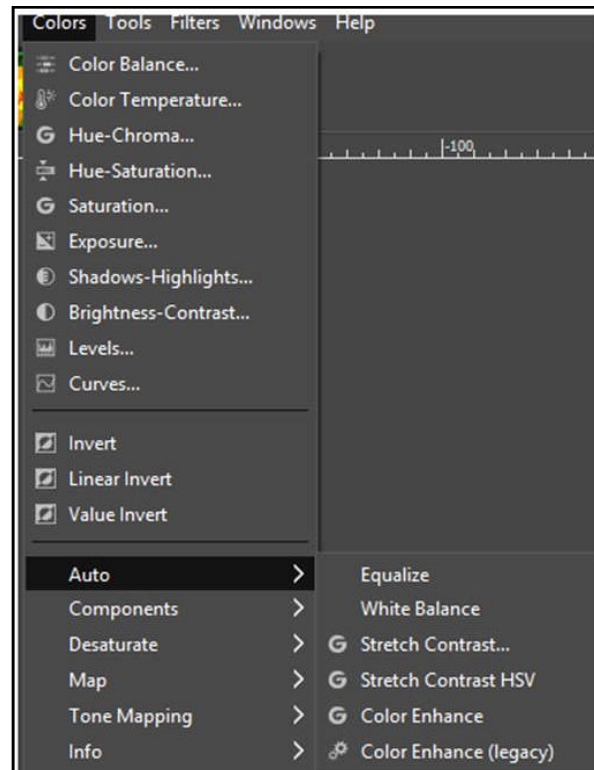 Colors Tools Filters Windows Help
Color Balance...
Color Temperature...
Hue-Chroma...
Hue-Saturation...
Saturation...
Exposure...
Shadows-Highlights...
Brightness-Contrast...
Levels...
Curves...
Invert
Linear Invert
Value Invert
Auto
Components
Desaturate
Map
Tone Mapping
Info
-100
Equalize
White Balance
Stretch Contrast...
Stretch Contrast HSV
Color Enhance
Color Enhance (legacy)